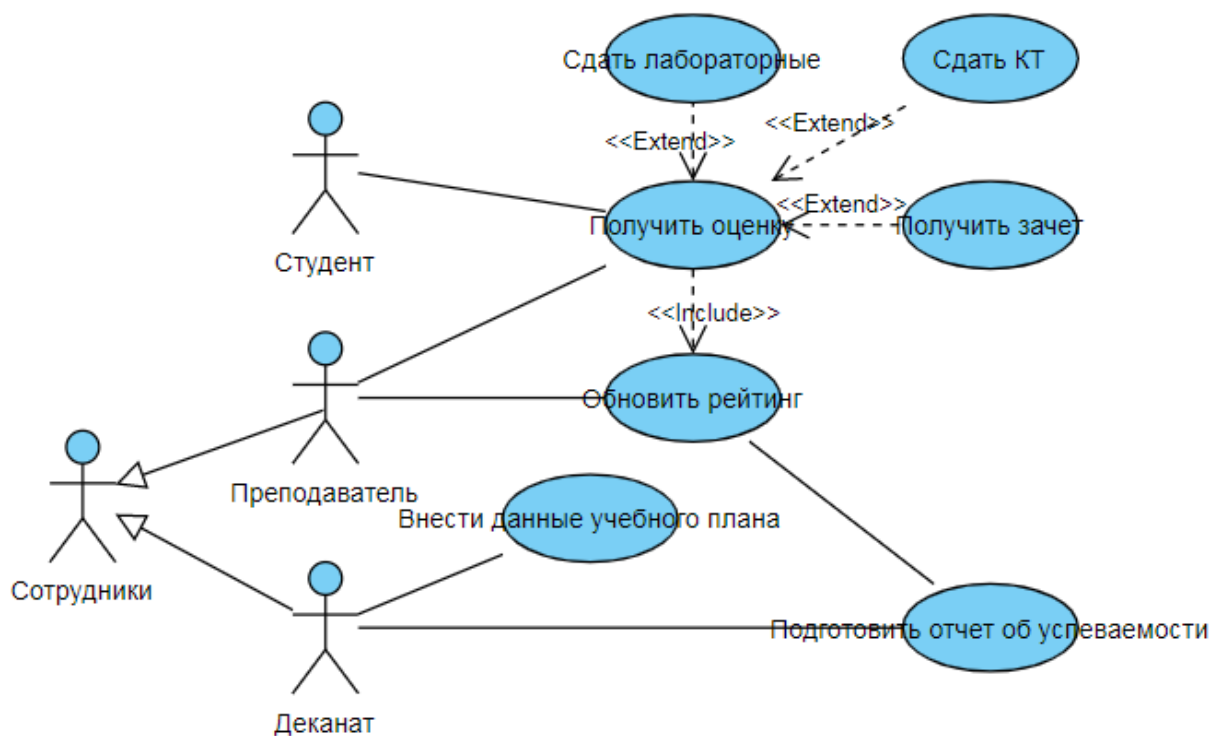 Сдать лабораторные
Сдать КТ
<<Extend>>
<<Extend>>
<<Extend>>
Получить оценку
Получить зачет
Студент
<<Include>>
Обновить рейтинг
Преподаватель
Внести данные учебного плана
Сотрудники
Подготовить отчет об успеваемости
Деканат